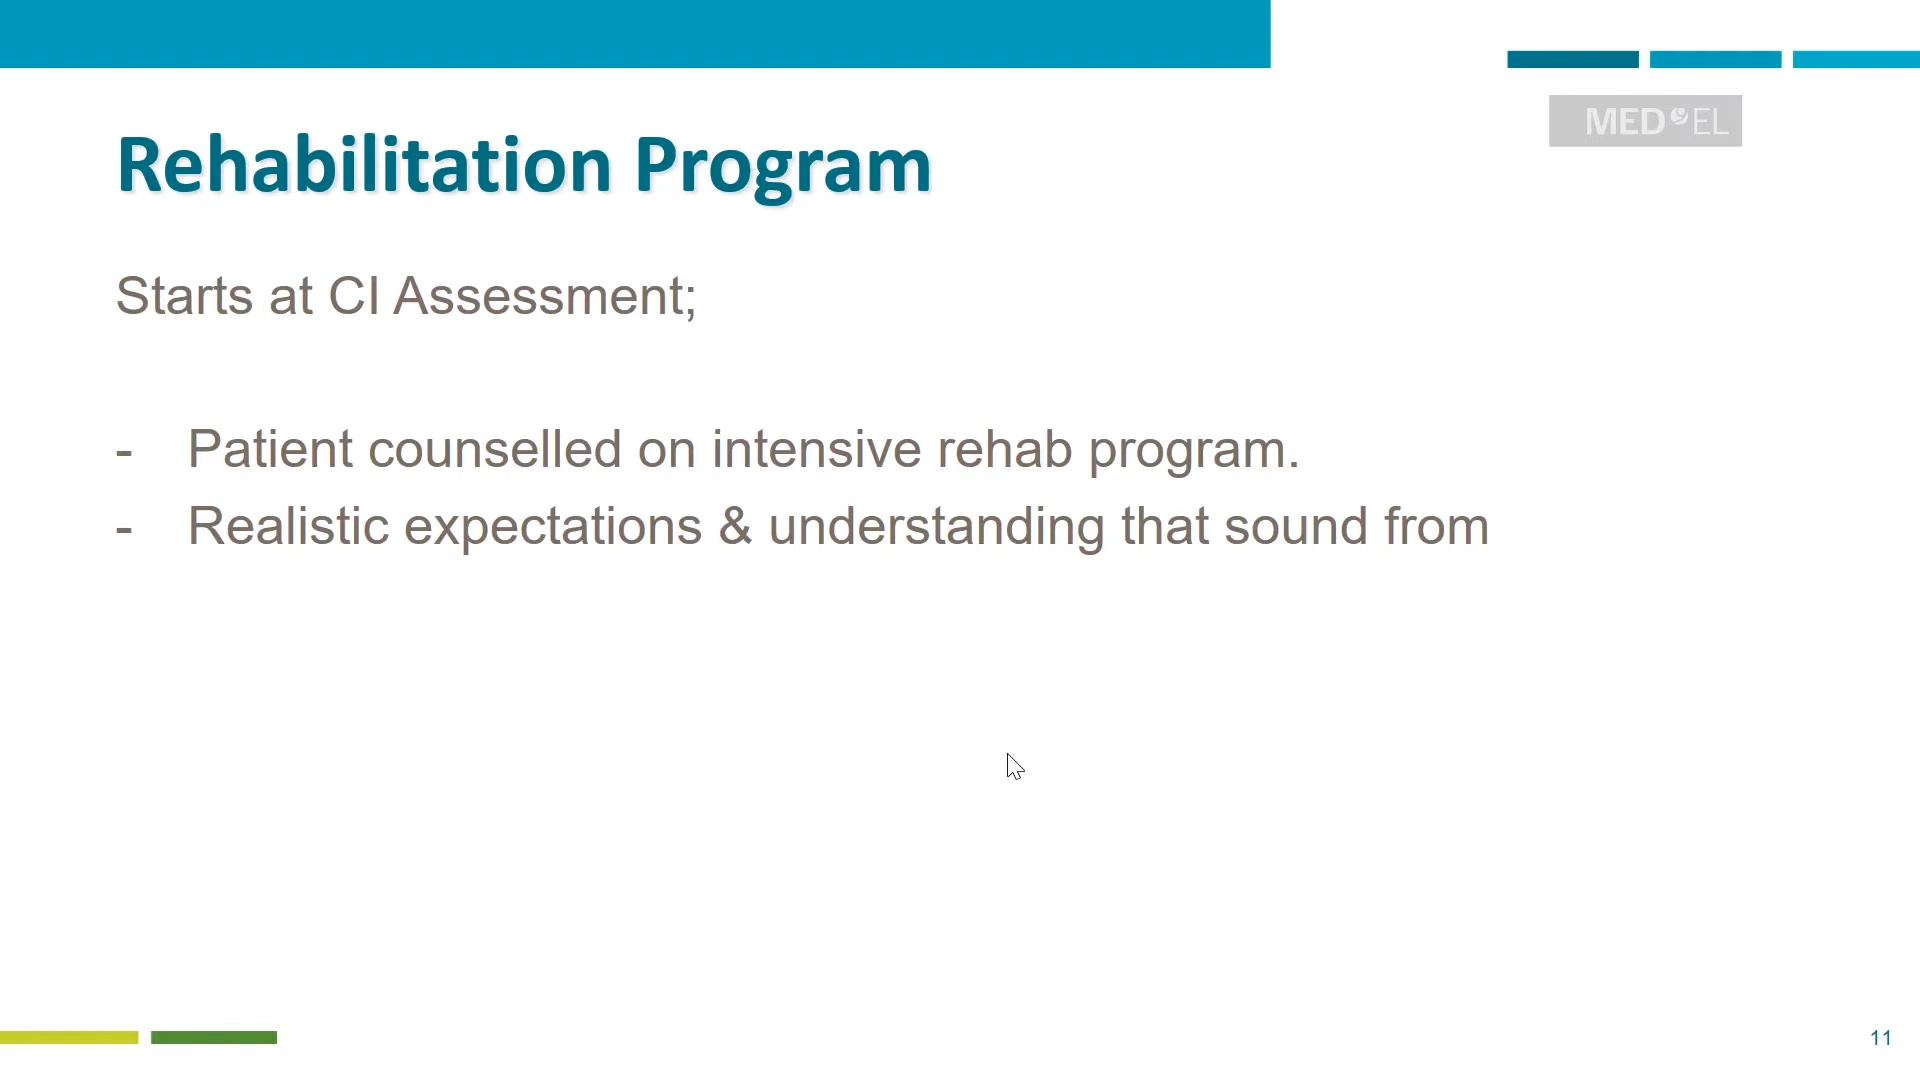 MED EL
Rehabilitation Program
Starts at CI Assessment;
- Patient counselled on intensive rehab program.
- Realistic expectations & understanding that sound from
11